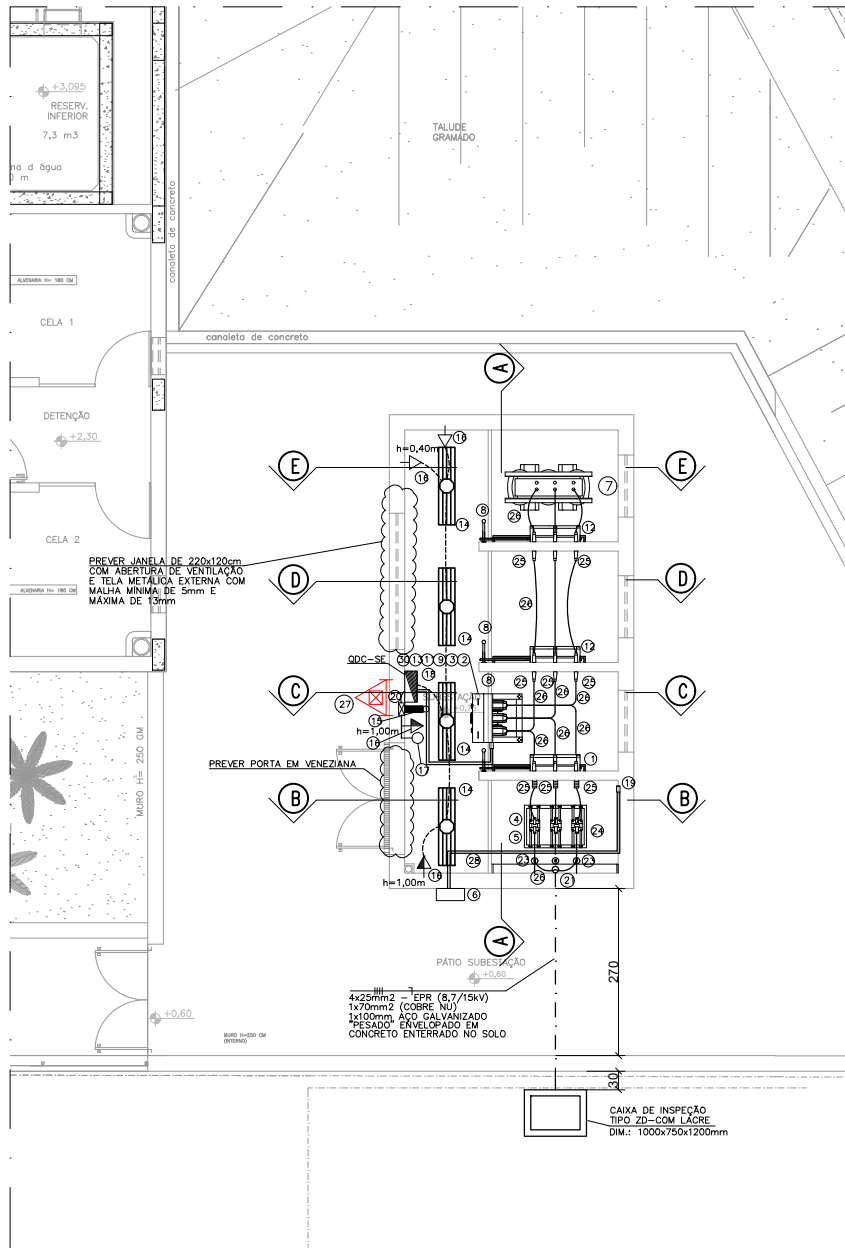 +3,095
RESERV.
INFERIOR
7,3 m3
na d água
m
canaleta de concreto
TALUDE
GRAMADO
ALVENARIA H= 180 CM
CELA 1
canaleta de concreto
DETENÇÃO
+2,30
CELA 2
ALVENARIA H= 180 CM
PREVER JANELA DE 220x120cm
COM ABERTURA DE VENTILAÇÃO
E TELA METÁLICA EXTERNA COM
MALHA MÍNIMA DE 5mm E
MÁXIMA DE 13mm
A
16
h=0,40m
16
E
E
7
8
26
12
14
25
25
25
D
D
26
14
8
12
QDC-SE
30 13 11 9 3 2
18
8
25 25 25
C
C
20
27
SUBESTAÇÃO
26 26 26
15
h=1,00m
16
17
14
26 26
1
PREVER PORTA EM VENEZIANA
MURO H= 250 CM
B
B
14
25 25 25
19
4
5
24
23
23
28
26
21
16
h=1,00m
6
A
PÁTIO SUBESTAÇÃO
+0,60
270
4x25mm2 - EPR (8,7/15kV)
1x70mm2 (COBRE NU)
1x100mm, AÇO GALVANIZADO
"PESADO" ENVELOPADO EM
CONCRETO ENTERRADO NO SOLO
+0,60
MURO H=250 CM
(INTERNO)
30
CAIXA DE INSPEÇÃO
TIPO ZD-COM LACRE
DIM.: 1000x750x1200mm